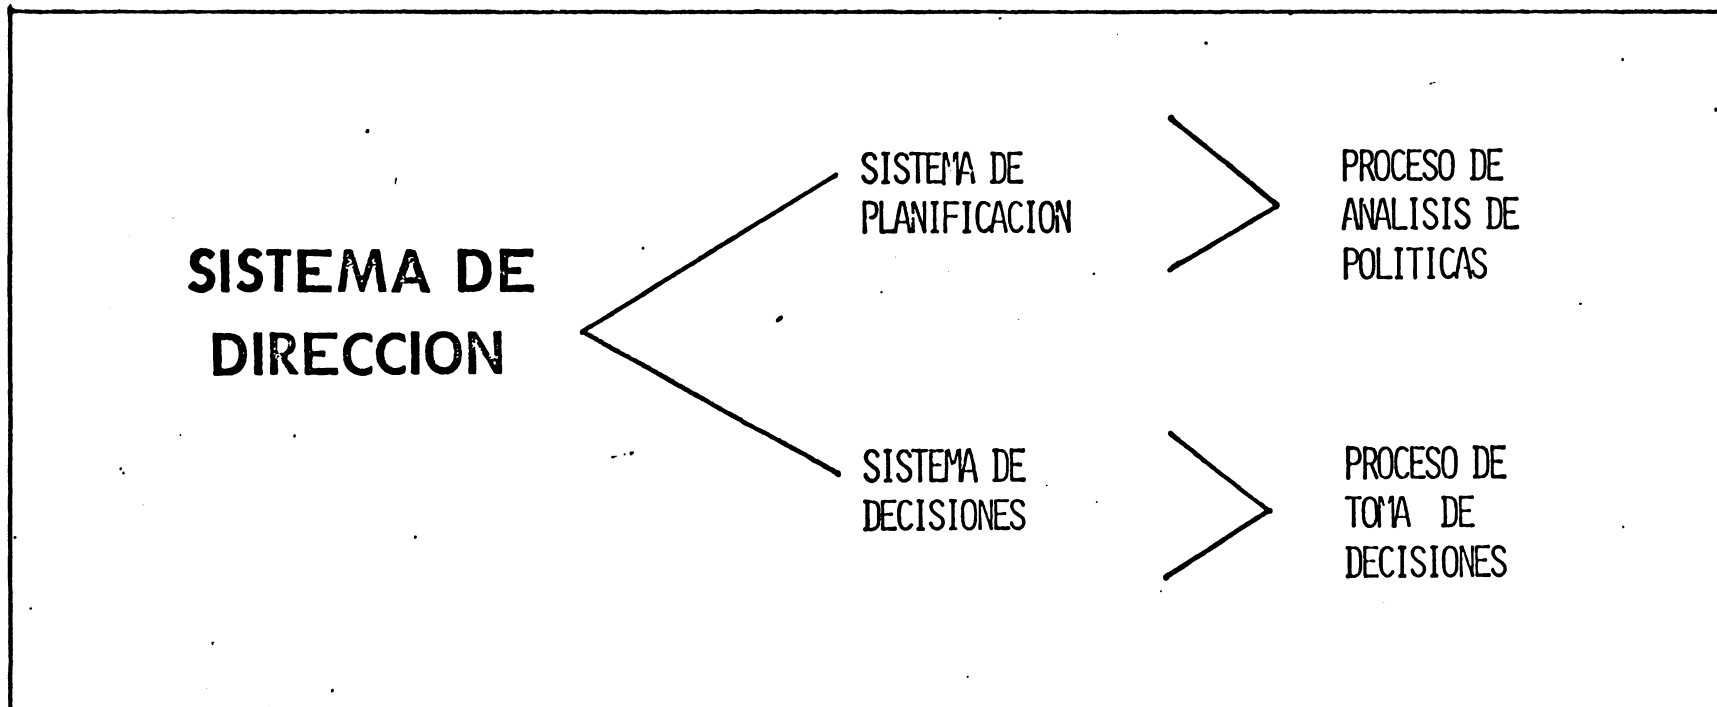 SISTEMA DE
DIRECCION
SISTEMA DE
PLANIFICACION
PROCESO DE
ANALISIS DE
POLITICAS
SISTEMA DE
DECISIONES
PROCESO DE
TOMA DE
DECISIONES